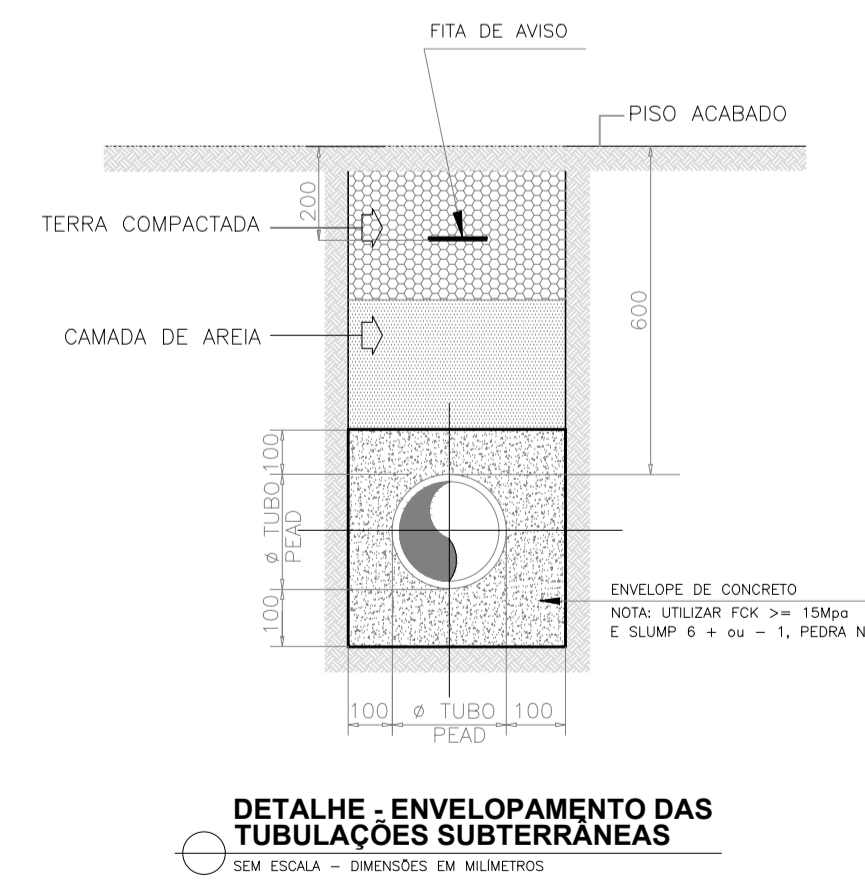 FITA DE AVISO
PISO ACABADO
200
TERRA COMPACTADA
600
CAMADA DE AREIA
100
Ø TUBO
PEAD
100
ENVELOPE DE CONCRETO
NOTA: UTILIZAR FCK >= 15Mpa
E SLUMP 6 + ou - 1, PEDRA N
100 Ø TUBO 100
PEAD
DETALHE - ENVELOPAMENTO DAS
TUBULAÇÕES SUBTERRÂNEAS
SEM ESCALA - DIMENSÕES EM MILÍMETROS